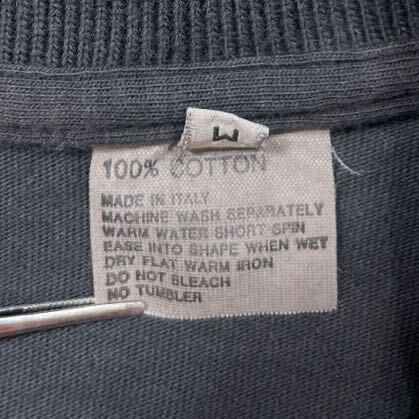 100% COTTON
MADE IN ITALY
MACHINE WASH SEPARATELY
WARM WATER SHORT SPIN
EASE INTO SHAPE WHEN WET
DRY FLAT WARM IRON
DO NOT BLEACH
NO TUMBLER